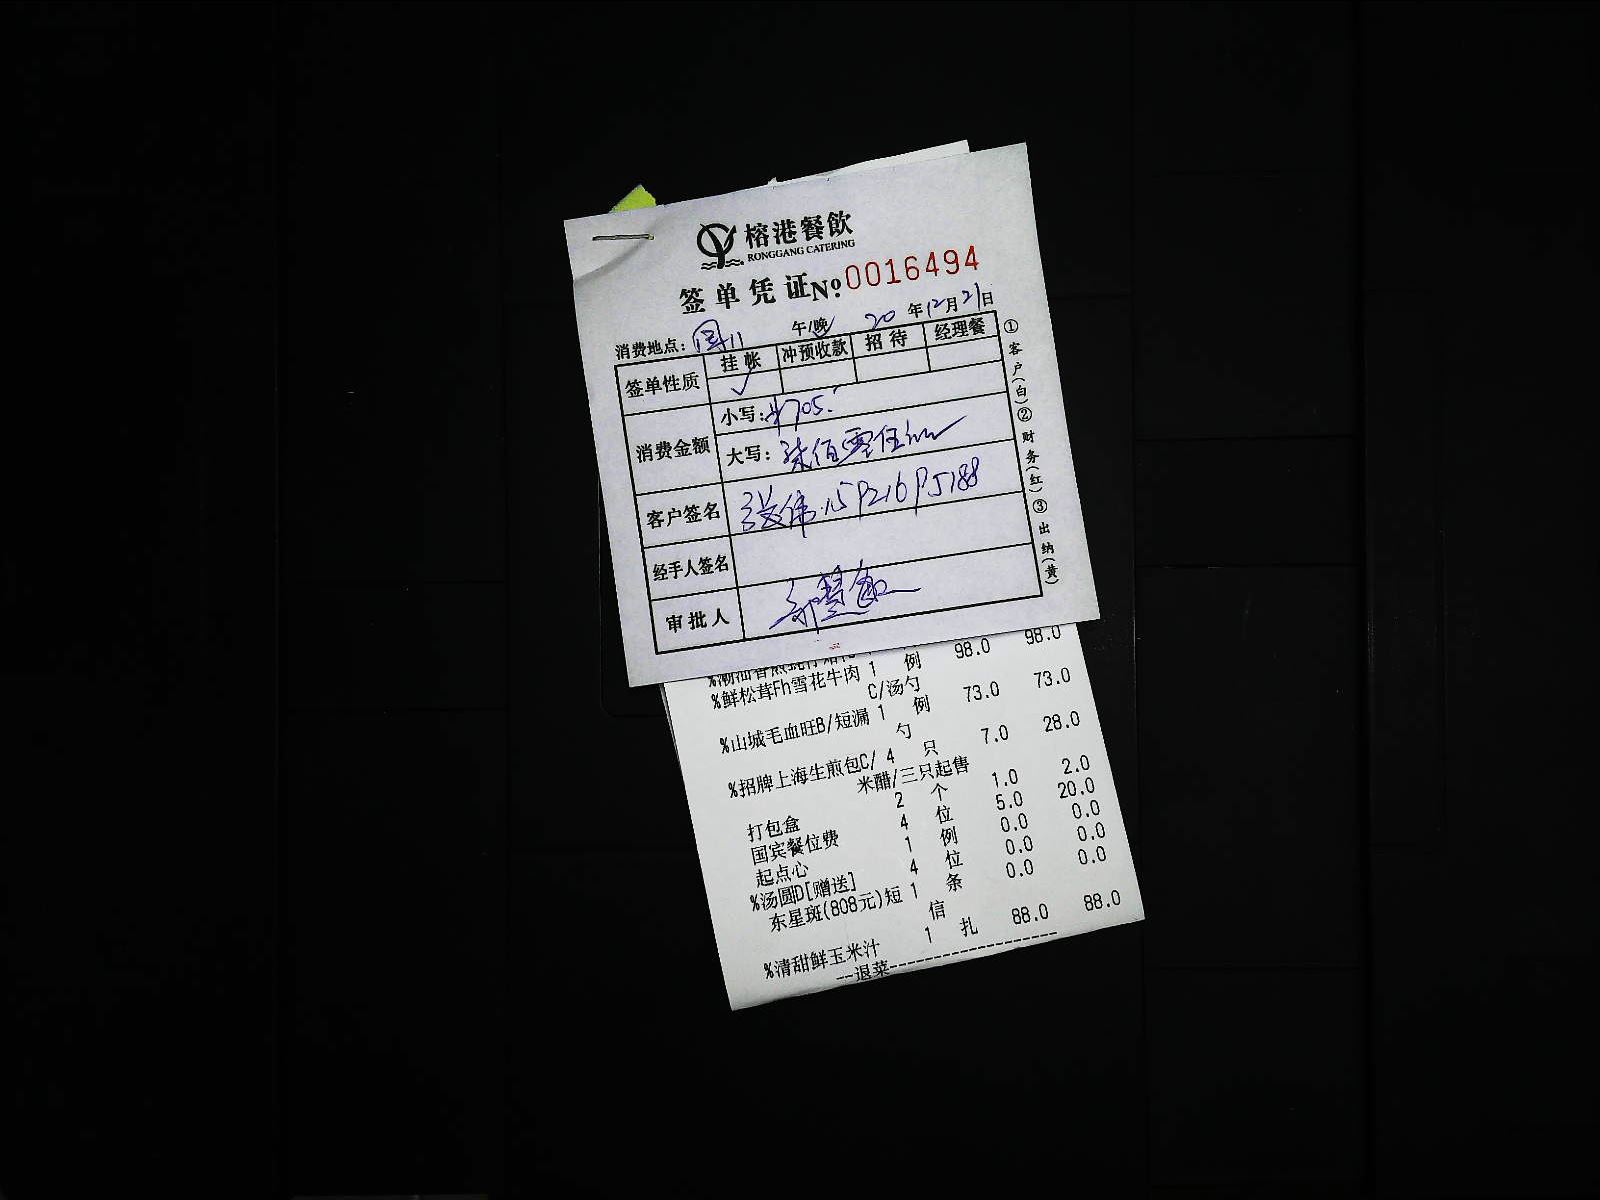 榕港餐飲
RONGGANG CATERING
签单凭证 №0016494
消费地点: 午/晚 20 年12月21日
签单性质 挂帐 冲预收款 招待 经理餐
✓
消费金额 小写:¥705.-
大写: 柒佰零伍
客户签名 张伟
经手人签名
审批人
①客户(白)②财务(红)③出纳(黄)
98.0
%鲜松茸Fh雪花牛肉 1 例 98.0
C/汤勺
%山城毛血旺B/短漏 1 例 73.0 73.0
勺
%招牌上海生煎包C/ 4 只 7.0 28.0
米醋/三只起售
打包盒 2 个 1.0 2.0
国宾餐位费 4 位 5.0 20.0
起点心 1 例 0.0 0.0
%汤圆D[赠送] 4 位 0.0 0.0
东星斑(808元)短 1 条 0.0 0.0
信
%清甜鲜玉米汁 1 扎 88.0 88.0
--退菜--------------------